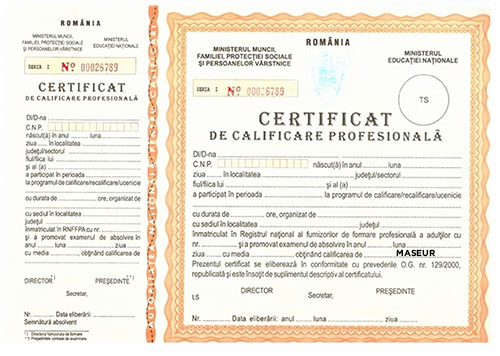 ROMÂNIA
MINISTERUL MUNCII,
FAMILIEI, PROTECȚIEI SOCIALE
ȘI PERSOANELOR VÂRSTNICE
MINISTERUL
EDUCAȚIEI NAȚIONALE
SERIA I Nº 00026789
CERTIFICAT
DE CALIFICARE PROFESIONALĂ
Dl/D-na
C.N.P.
născut(ă) în anul luna
ziua în localitatea
județul/sectorul
fiul/fiica lui
și al (a)
a participat în perioada
la programul de calificare/recalificare/ucenicie
cu durata de ore, organizat de
cu sediul în localitatea
județul
înmatriculat în RNFFPA cu nr.
și a promovat examenul de absolvire în
anul luna ziua
cu media obținând calificarea de
DIRECTOR*) PREȘEDINTE*)
Secretar,
Nr. Data eliberării:
Semnătură absolvent
*) Directorul furnizorului de formare
**) Președintele comisiei de examinare
ROMÂNIA
MINISTERUL MUNCII,
FAMILIEI, PROTECȚIEI SOCIALE
ȘI PERSOANELOR VÂRSTNICE
MINISTERUL
EDUCAȚIEI NAȚIONALE
SERIA I Nº 00026789
TS
CERTIFICAT
DE CALIFICARE PROFESIONALĂ
Dl/D-na
C.N.P. născut(ă) în anul luna
ziua în localitatea județul/sectorul
fiul/fiica lui și al (a)
a participat în perioada la programul de calificare/recalificare/ucenicie
cu durata de ore, organizat de
cu sediul în localitatea județul
înmatriculat în Registrul național al furnizorilor de formare profesională a adulților cu
nr. și a promovat examenul de absolvire în anul luna
ziua cu media obținând calificarea de MASEUR
Prezentul certificat se eliberează în conformitate cu prevederile O.G. nr. 129/2000,
republicată și este însoțit de suplimentul descriptiv al certificatului.
DIRECTOR PREȘEDINTE
Secretar,
LS
Nr. Data eliberării: anul luna ziua